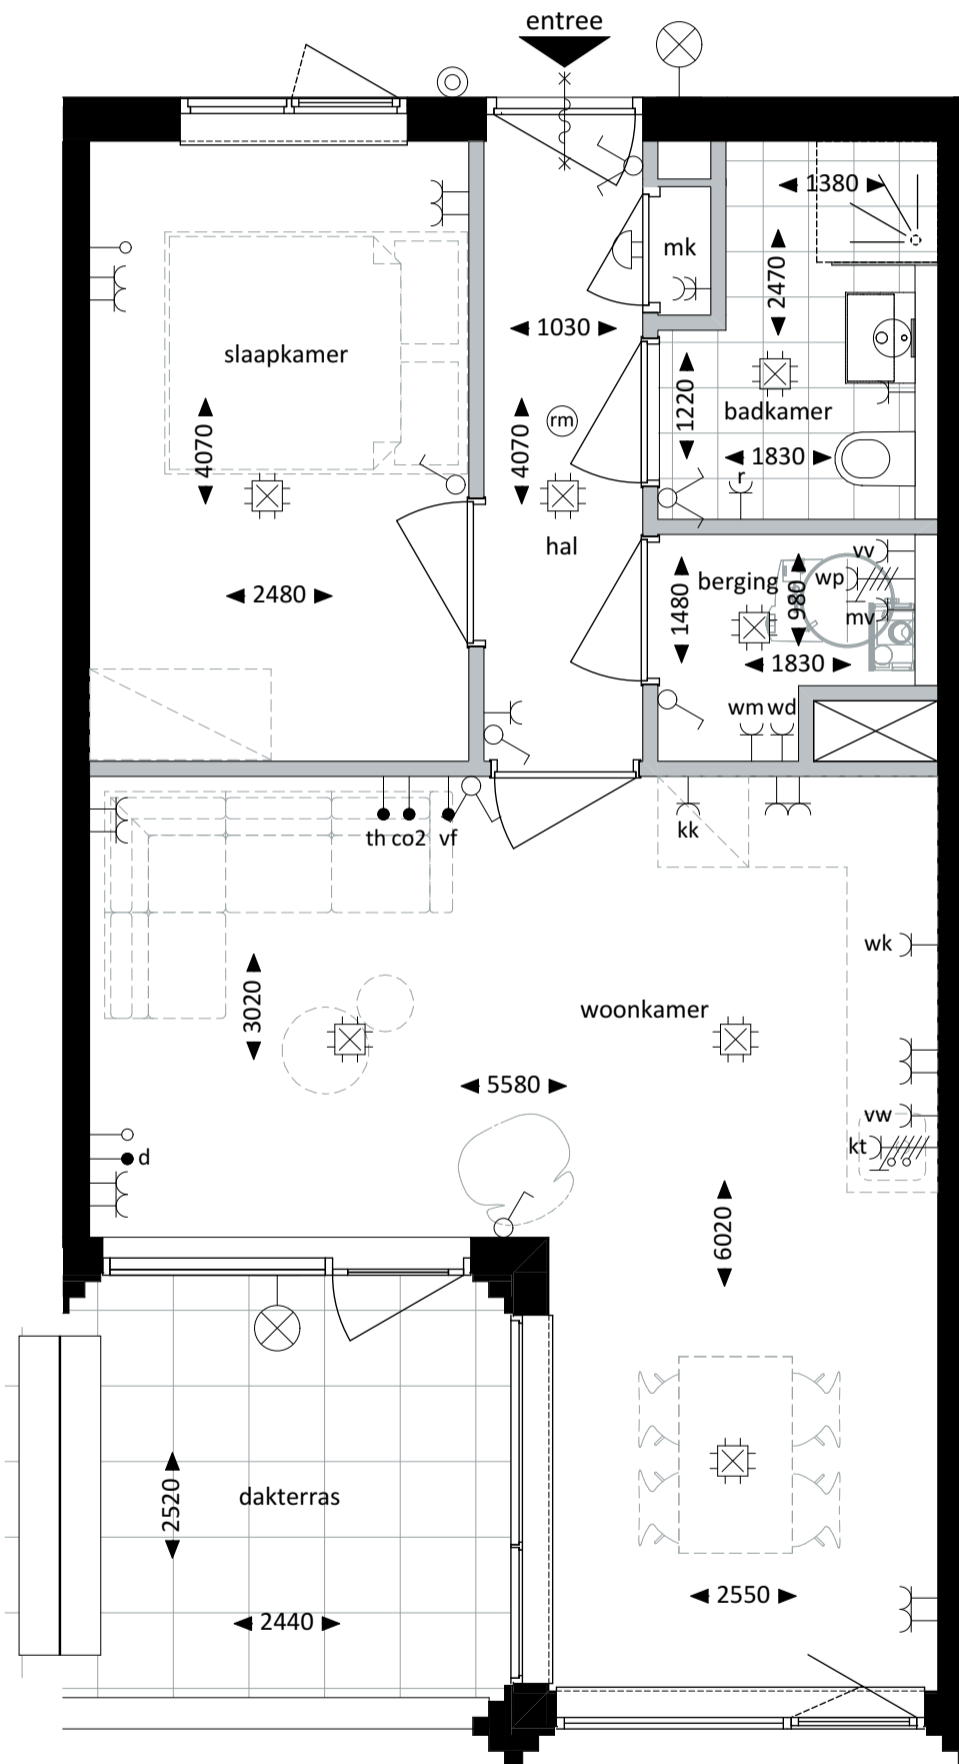 entree
1380
mk
2470
1030
slaapkamer
1220
badkamer
rm
4070
4070
1830
r
hal
vv
berging
wp
980
2480
1480
mv
1830
wm wd
th co2 vf
kk
wk
3020
woonkamer
5580
vw
d
kt
6020
dakterras
2520
2550
2440